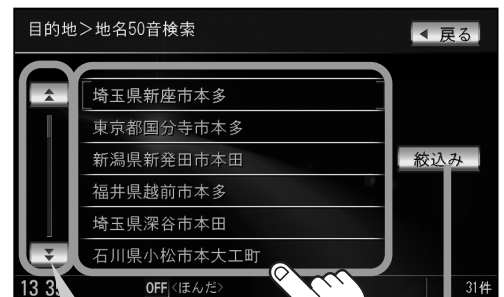 目的地>地名50音検索
戻る
埼玉県新座市本多
東京都国分寺市本多
新潟県新発田市本田
絞込み
福井県越前市本多
埼玉県深谷市本田
石川県小松市本大工町
OFF〈ほんだ〉
31件